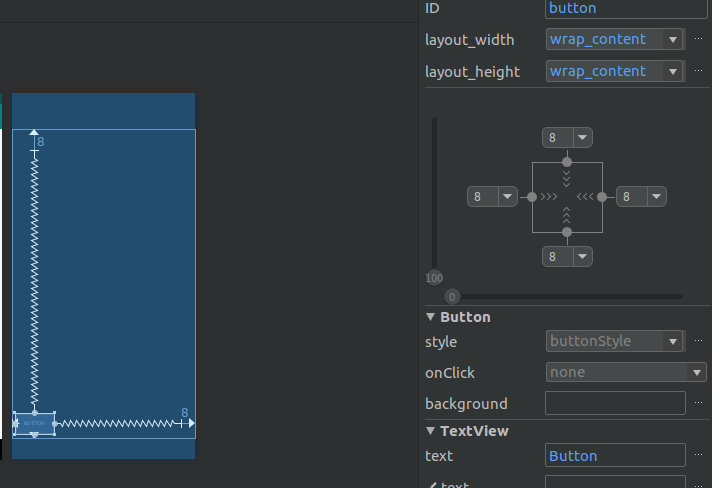 ID button
layout_width wrap_content ...
layout_height wrap_content ...
8
8
8 8
8
100
0
Button
style buttonStyle ...
onClick none ...
8
BUTTON
background
TextView
text Button ...
text ...